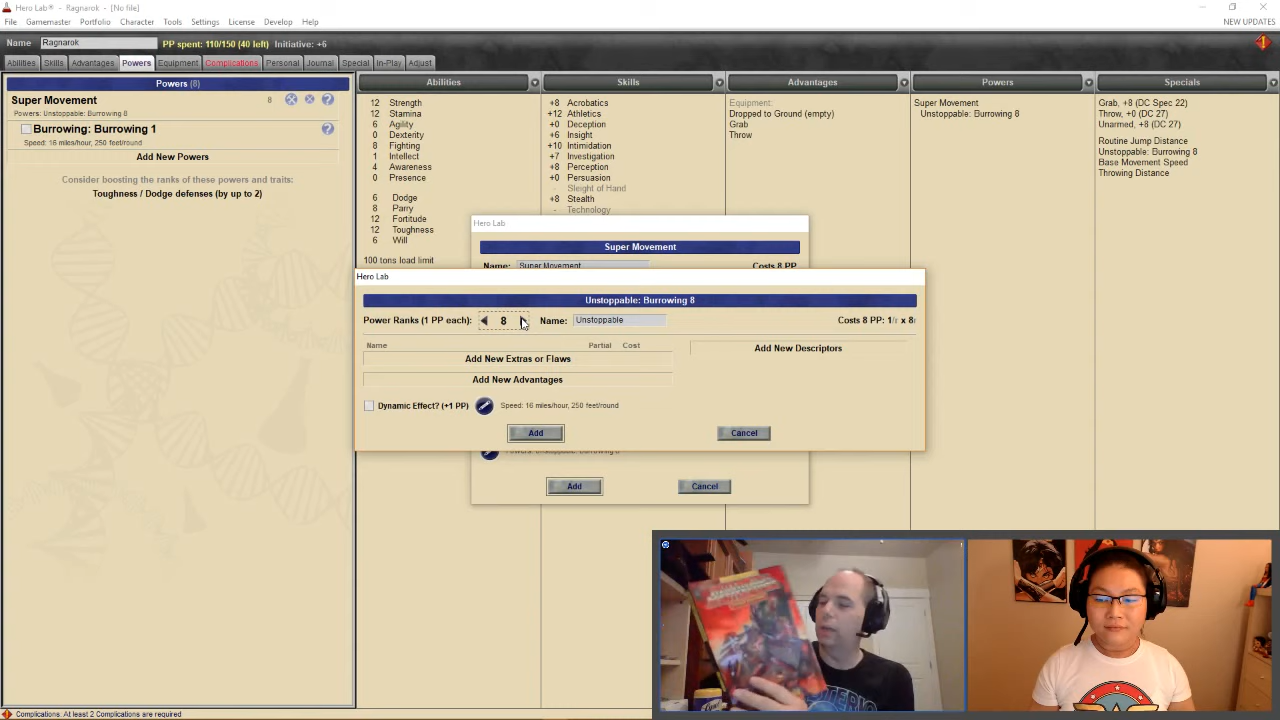 Hero Lab® - Ragnarok - [No file]
File Gamemaster Portfolio Character Tools Settings License Develop Help
NEW UPDATES
Name Ragnarok PP spent: 110/150 (40 left) Initiative: +6
Abilities Skills Advantages Powers Equipment Complications Personal Journal Special In-Play Adjust
Powers (8)
Super Movement 8
Powers: Unstoppable: Burrowing 8
Burrowing: Burrowing 1
Speed: 16 miles/hour, 250 feet/round
Add New Powers
Consider boosting the ranks of these powers and traits:
Toughness / Dodge defenses (by up to 2)
Abilities
12 Strength
12 Stamina
6 Agility
0 Dexterity
8 Fighting
1 Intellect
4 Awareness
0 Presence
6 Dodge
8 Parry
12 Fortitude
12 Toughness
6 Will
100 tons load limit
Skills
+8 Acrobatics
+12 Athletics
+0 Deception
+6 Insight
+10 Intimidation
+7 Investigation
+8 Perception
+0 Persuasion
- Sleight of Hand
+8 Stealth
- Technology
Advantages
Equipment:
Dropped to Ground (empty)
Grab
Throw
Powers
Super Movement
Unstoppable: Burrowing 8
Specials
Grab, +8 (DC Spec 22)
Throw, +0 (DC 27)
Unarmed, +8 (DC 27)
Routine Jump Distance
Unstoppable: Burrowing 8
Base Movement Speed
Throwing Distance
Hero Lab
Super Movement
Name: Super Movement Costs 8 PP
Hero Lab
Unstoppable: Burrowing 8
Power Ranks (1 PP each): 8 Name: Unstoppable Costs 8 PP: 1/r x 8r
Name Partial Cost
Add New Extras or Flaws
Add New Descriptors
Add New Advantages
Dynamic Effect? (+1 PP) Speed: 16 miles/hour, 250 feet/round
Add Cancel
Powers: Unstoppable: Burrowing 8
Add Cancel
Complications: At least 2 Complications are required